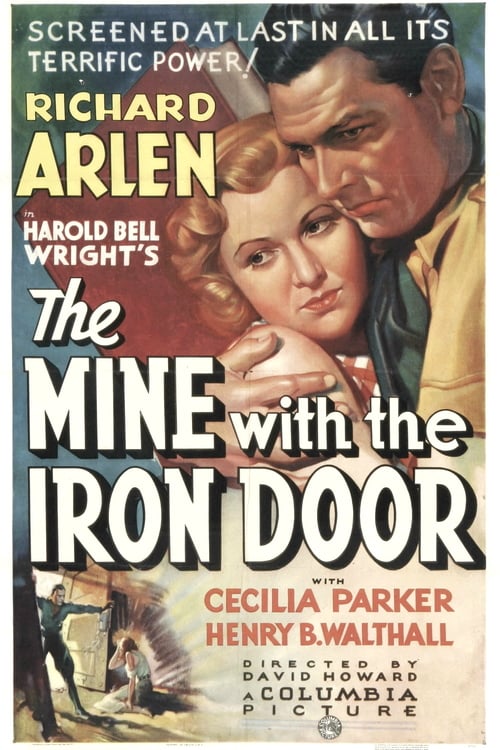 SCREENED AT LAST IN ALL ITS
TERRIFIC POWER!
RICHARD
ARLEN
in
HAROLD BELL
WRIGHT'S
The
MINE with the
IRON DOOR
WITH
CECILIA PARKER
HENRY B. WALTHALL
DIRECTED BY
DAVID HOWARD
A COLUMBIA
PICTURE